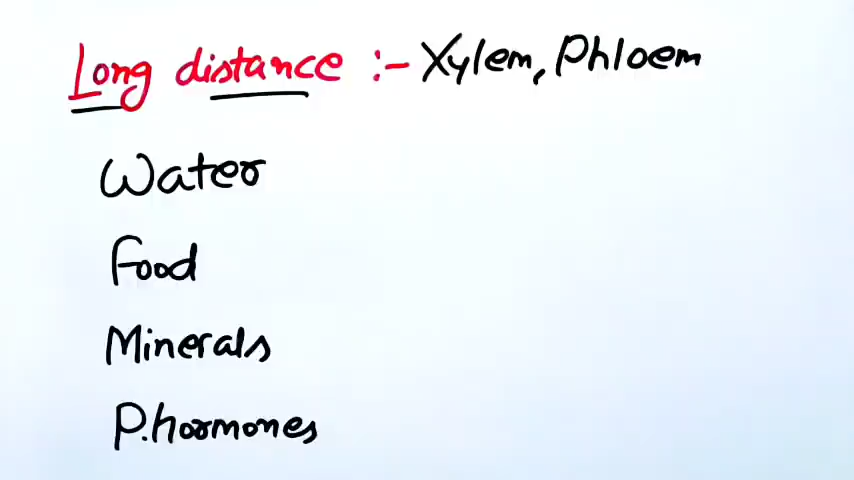 Long distance :- Xylem, Phloem
Water
Food
Minerals
P.hormones